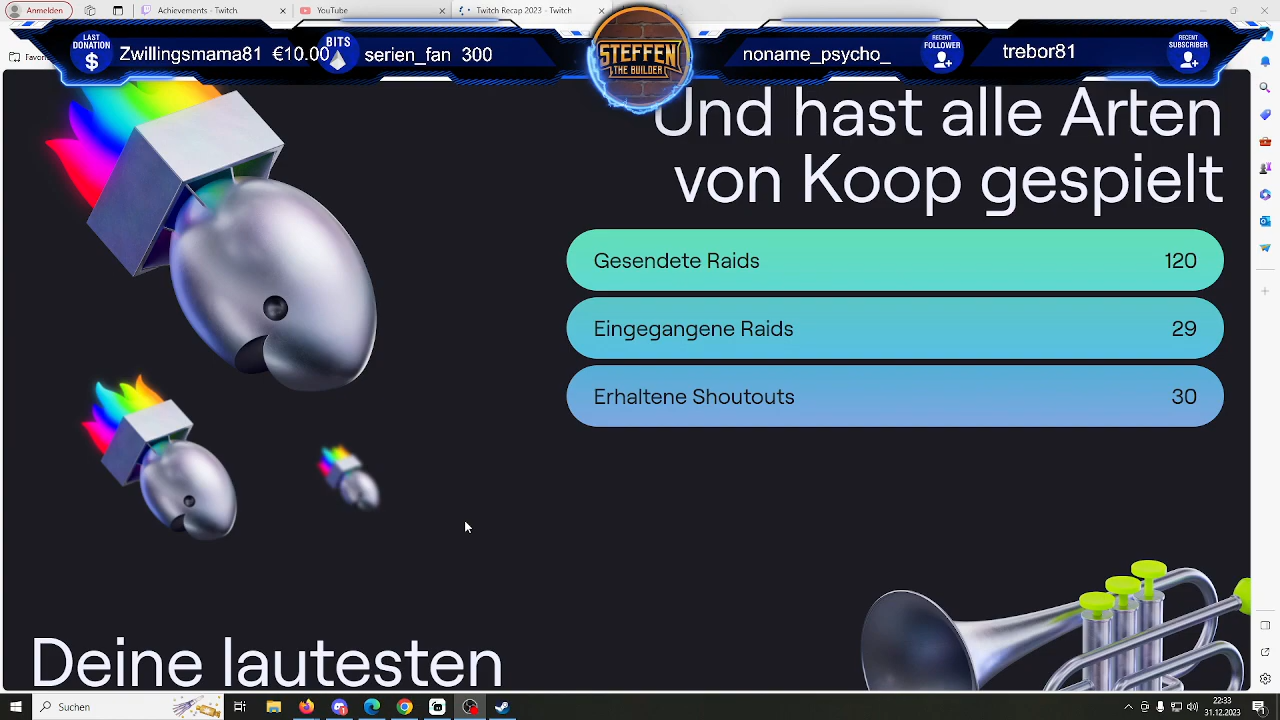 Anmelden
Achievements - Twitch
YouTube
Twitch Recap 2023 - Twitch
LAST DONATION
$
Zwillingsmama81 €10.00
BITS
serien_fan 300
STEFFEN
THE BUILDER
noname_psycho_
RECENT FOLLOWER
trebor81
RECENT SUBSCRIBER
Und hast alle Arten
von Koop gespielt
Gesendete Raids 120
Eingegangene Raids 29
Erhaltene Shoutouts 30
Deine lautesten
Suchen
22:33
31.12.2023